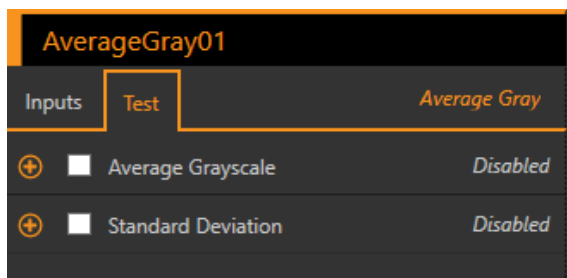 AverageGray01
Inputs Test Average Gray
Average Grayscale Disabled
Standard Deviation Disabled